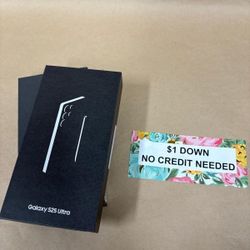 Galaxy S25 Ultra
$1 DOWN
NO CREDIT NEEDED